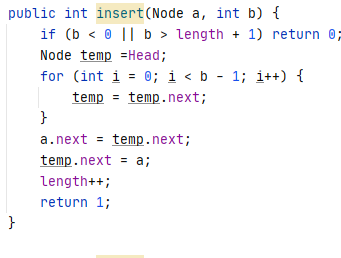 public int insert(Node a, int b) {
    if (b < 0 || b > length + 1) return 0;
    Node temp =Head;
    for (int i = 0; i < b - 1; i++) {
        temp = temp.next;
    }
    a.next = temp.next;
    temp.next = a;
    length++;
    return 1;
}